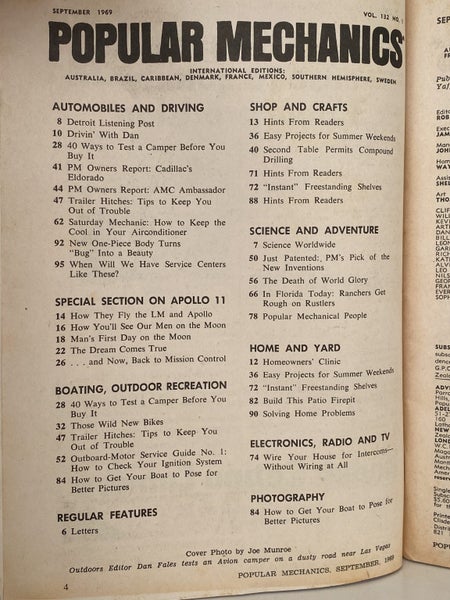 SEPTEMBER 1969
VOL. 132 NO.
POPULAR MECHANICS
INTERNATIONAL EDITIONS:
AUSTRALIA, BRAZIL, CARIBBEAN, DENMARK, FRANCE, MEXICO, SOUTHERN HEMISPHERE, SWEDEN
AUTOMOBILES AND DRIVING
8 Detroit Listening Post
10 Drivin' With Dan
28 40 Ways to Test a Camper Before You
Buy It
41 PM Owners Report: Cadillac's
Eldorado
44 PM Owners Report: AMC Ambassador
47 Trailer Hitches: Tips to Keep You
Out of Trouble
62 Saturday Mechanic: How to Keep the
Cool in Your Airconditioner
92 New One-Piece Body Turns
"Bug" Into a Beauty
95 When Will We Have Service Centers
Like These?
SPECIAL SECTION ON APOLLO 11
14 How They Fly the LM and Apollo
16 How You'll See Our Men on the Moon
18 Man's First Day on the Moon
22 The Dream Comes True
26 . . . and Now, Back to Mission Control
BOATING, OUTDOOR RECREATION
28 40 Ways to Test a Camper Before You
Buy It
32 Those Wild New Bikes
47 Trailer Hitches: Tips to Keep You
Out of Trouble
52 Outboard-Motor Service Guide No. 1:
How to Check Your Ignition System
84 How to Get Your Boat to Pose for
Better Pictures
REGULAR FEATURES
6 Letters
SHOP AND CRAFTS
13 Hints From Readers
36 Easy Projects for Summer Weekends
40 Second Table Permits Compound
Drilling
71 Hints From Readers
72 "Instant" Freestanding Shelves
88 Hints From Readers
SCIENCE AND ADVENTURE
7 Science Worldwide
50 Just Patented: PM's Pick of the
New Inventions
56 The Death of World Glory
66 In Florida Today: Ranchers Get
Rough on Rustlers
78 Popular Mechanical People
HOME AND YARD
12 Homeowners' Clinic
36 Easy Projects for Summer Weekends
72 "Instant" Freestanding Shelves
82 Build This Patio Firepit
90 Solving Home Problems
ELECTRONICS, RADIO AND TV
74 Wire Your House for Intercoms—
Without Wiring at All
PHOTOGRAPHY
84 How to Get Your Boat to Pose for
Better Pictures
Cover Photo by Joe Munroe
Outdoors Editor Dan Fales tests an Avion camper on a dusty road near Las Vegas
4
POPULAR MECHANICS, SEPTEMBER, 1969